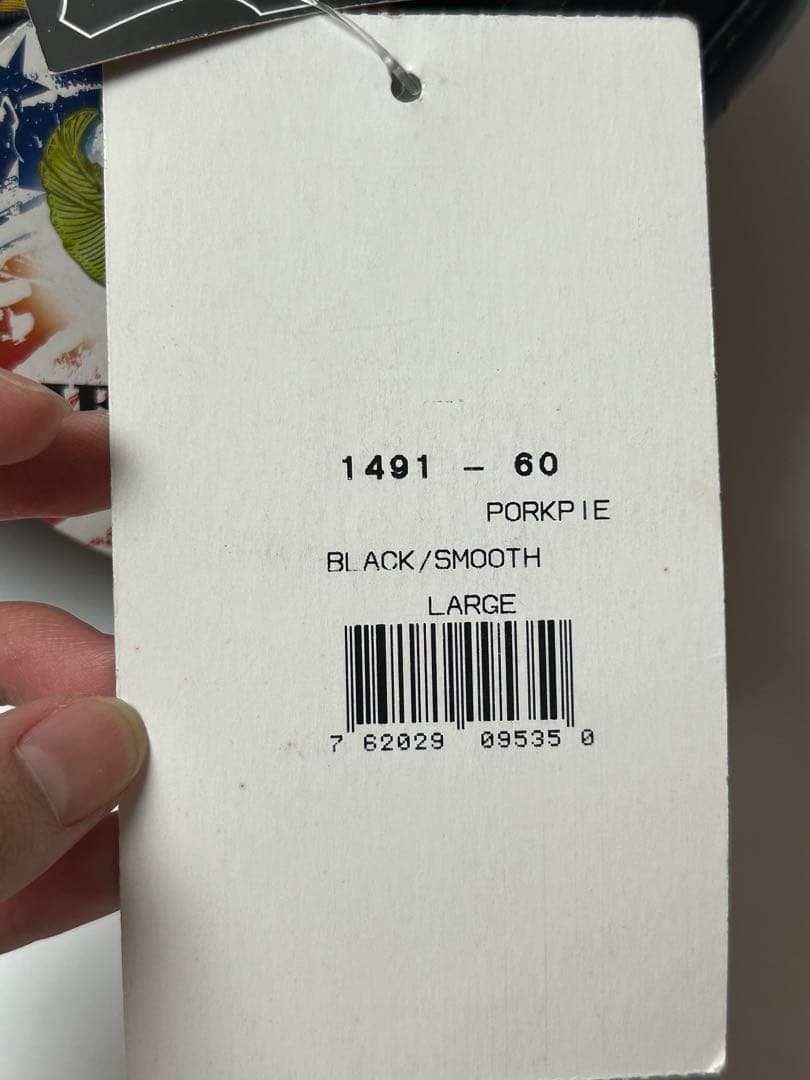 1491 - 60
PORKPIE
BLACK/SMOOTH
LARGE
7 62029 09535 0